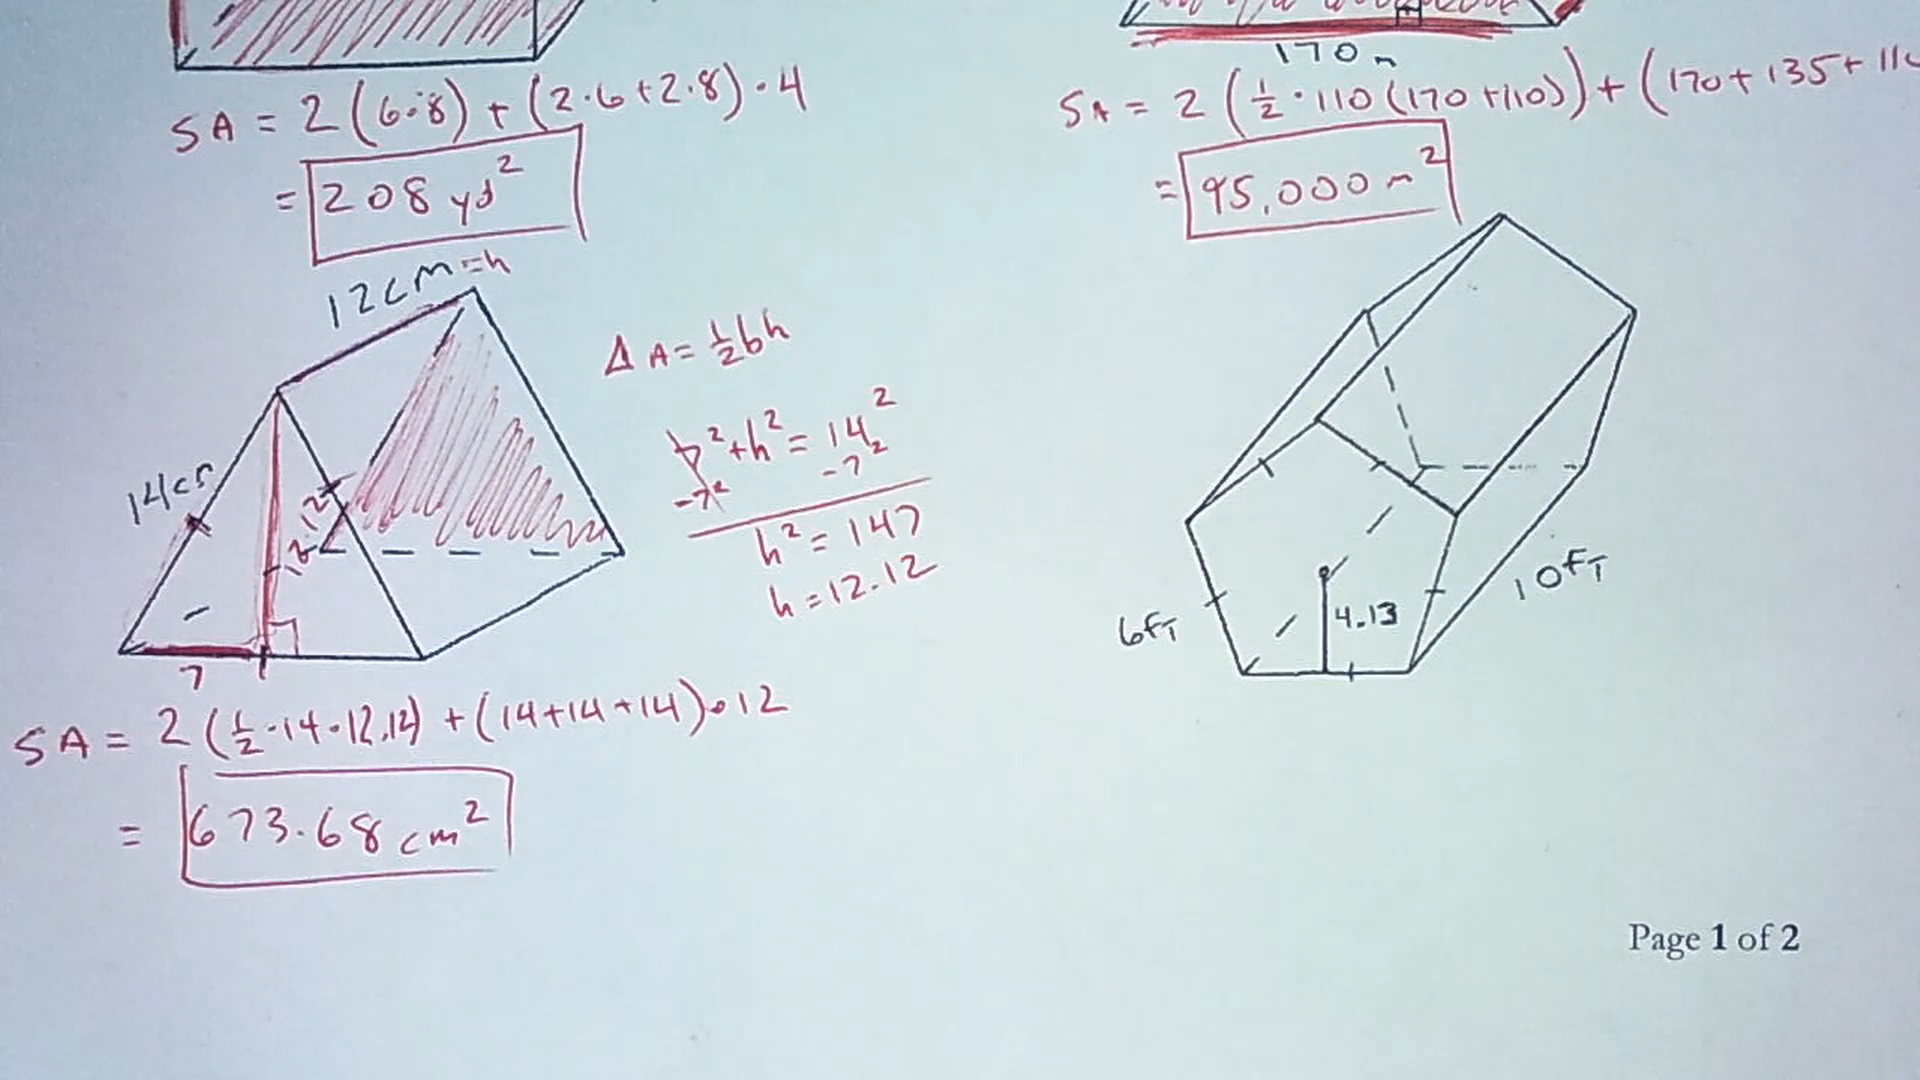 170 m
SA = 2 (6·8) + (2·6+2·8)·4
= 208 yd²
SA = 2 (½·110(170+110)) + (170+135+11
= 95,000 m²
12cm=h
14cm
12.12
7
Δ A = ½bh
b²+h² = 14²
-7² -7²
h² = 147
h = 12.12
SA = 2 (½·14·12.12) + (14+14+14)·12
= 673.68 cm²
6FT
4.13
10FT
Page 1 of 2